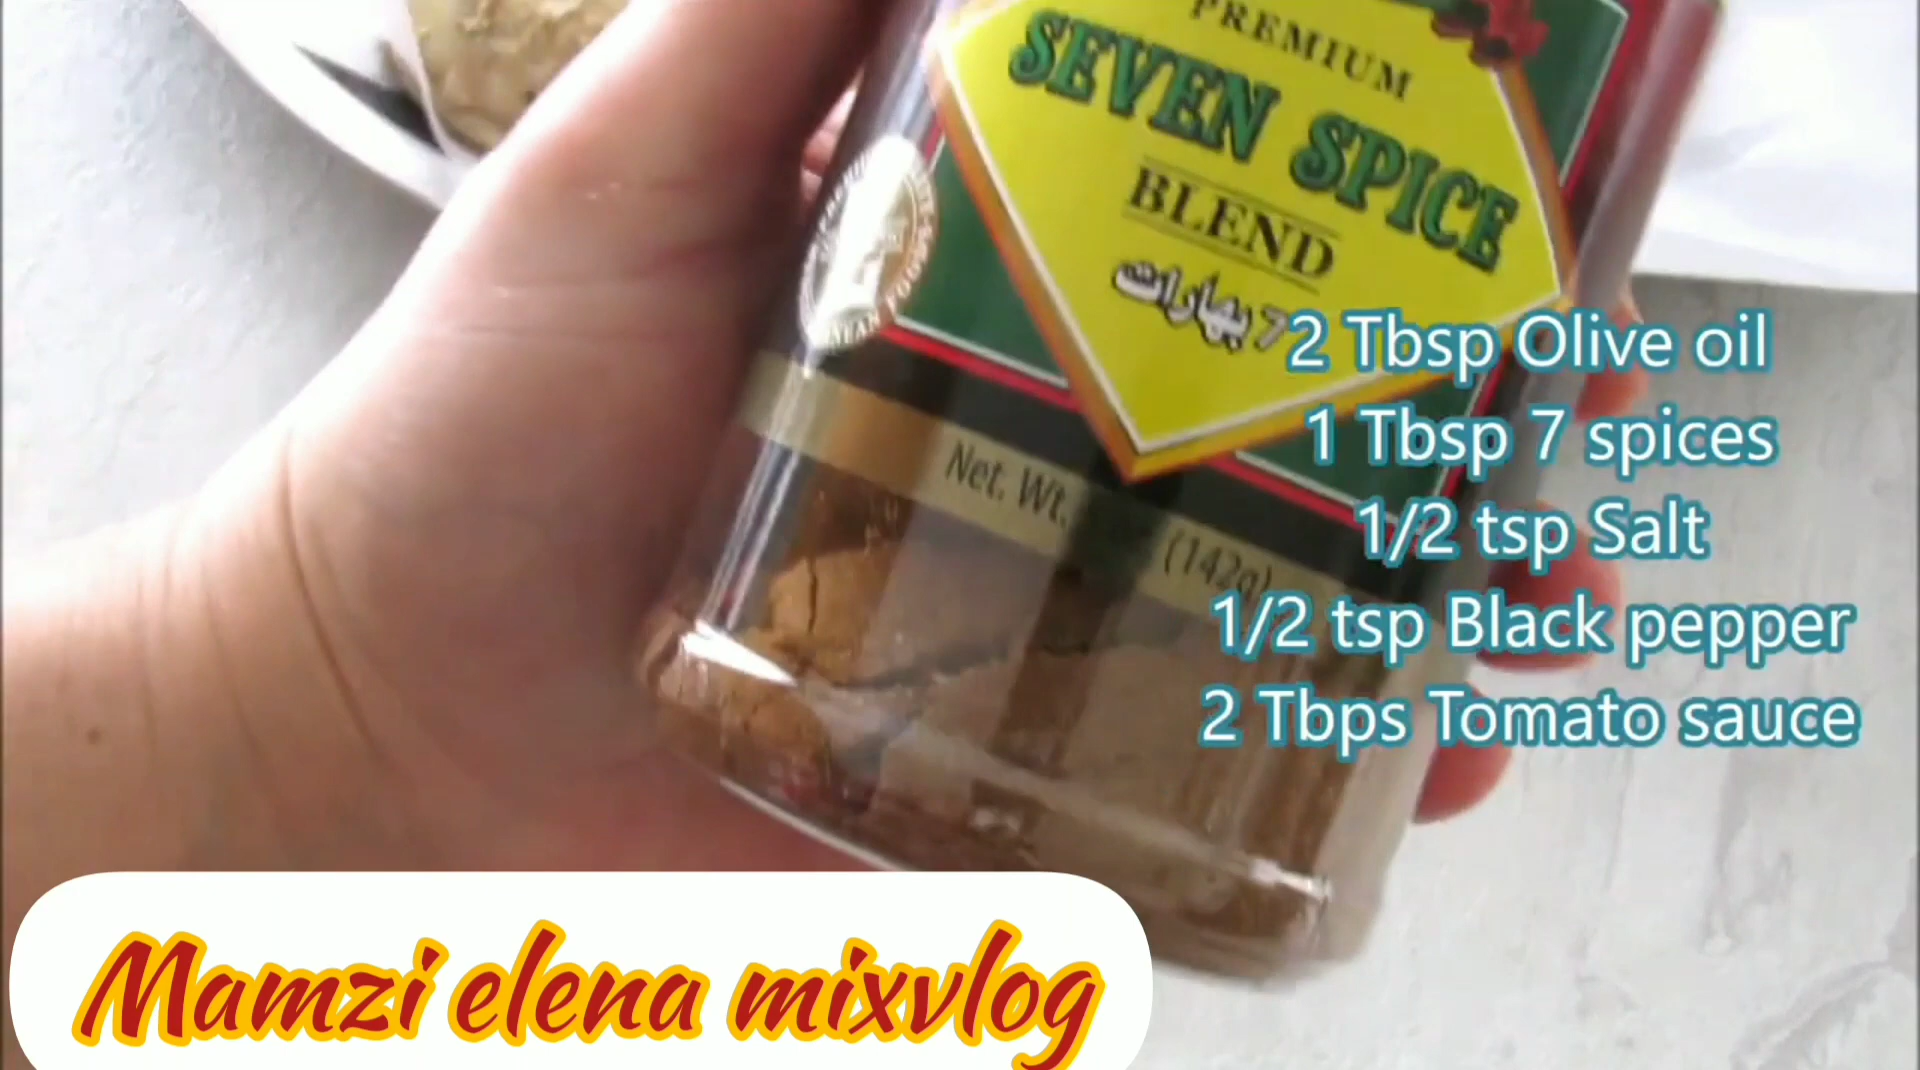 PREMIUM
SEVEN SPICE
BLEND
7 بهارات
Net. Wt. (142g)
2 Tbsp Olive oil
1 Tbsp 7 spices
1/2 tsp Salt
1/2 tsp Black pepper
2 Tbps Tomato sauce
Mamzi elena mixvlog